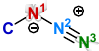 C N¹ N² N³
⊖ ⊕